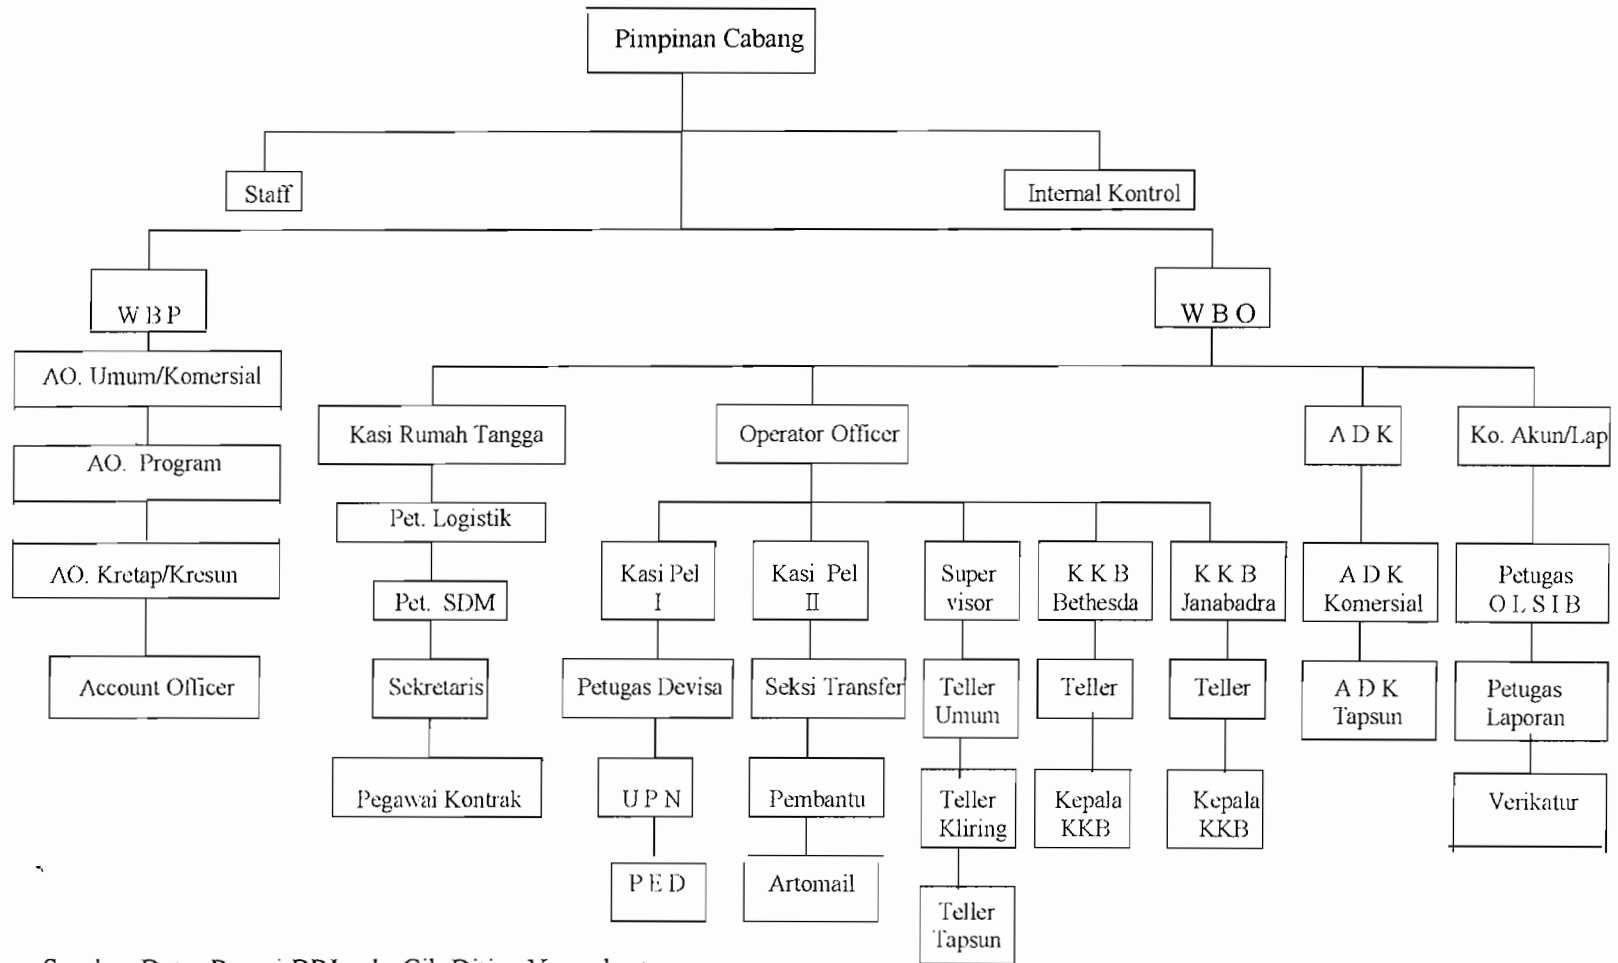 Pimpinan Cabang
Staff
Internal Kontrol
W B P
W B O
AO. Umum/Komersial
AO. Program
AO. Kretap/Kresun
Account Officer
Kasi Rumah Tangga
Pet. Logistik
Pet. SDM
Sekretaris
Pegawai Kontrak
Operator Officer
Kasi Pel
I
Petugas Devisa
U P N
P E D
Kasi Pel
II
Seksi Transfer
Pembantu
Artomail
Super
visor
Teller
Umum
Teller
Kliring
Teller
Tapsun
K K B
Bethesda
Teller
Kepala
KKB
K K B
Janabadra
Teller
Kepala
KKB
A D K
A D K
Komersial
A D K
Tapsun
Ko. Akun/Lap
Petugas
O L S I B
Petugas
Laporan
Verikatur